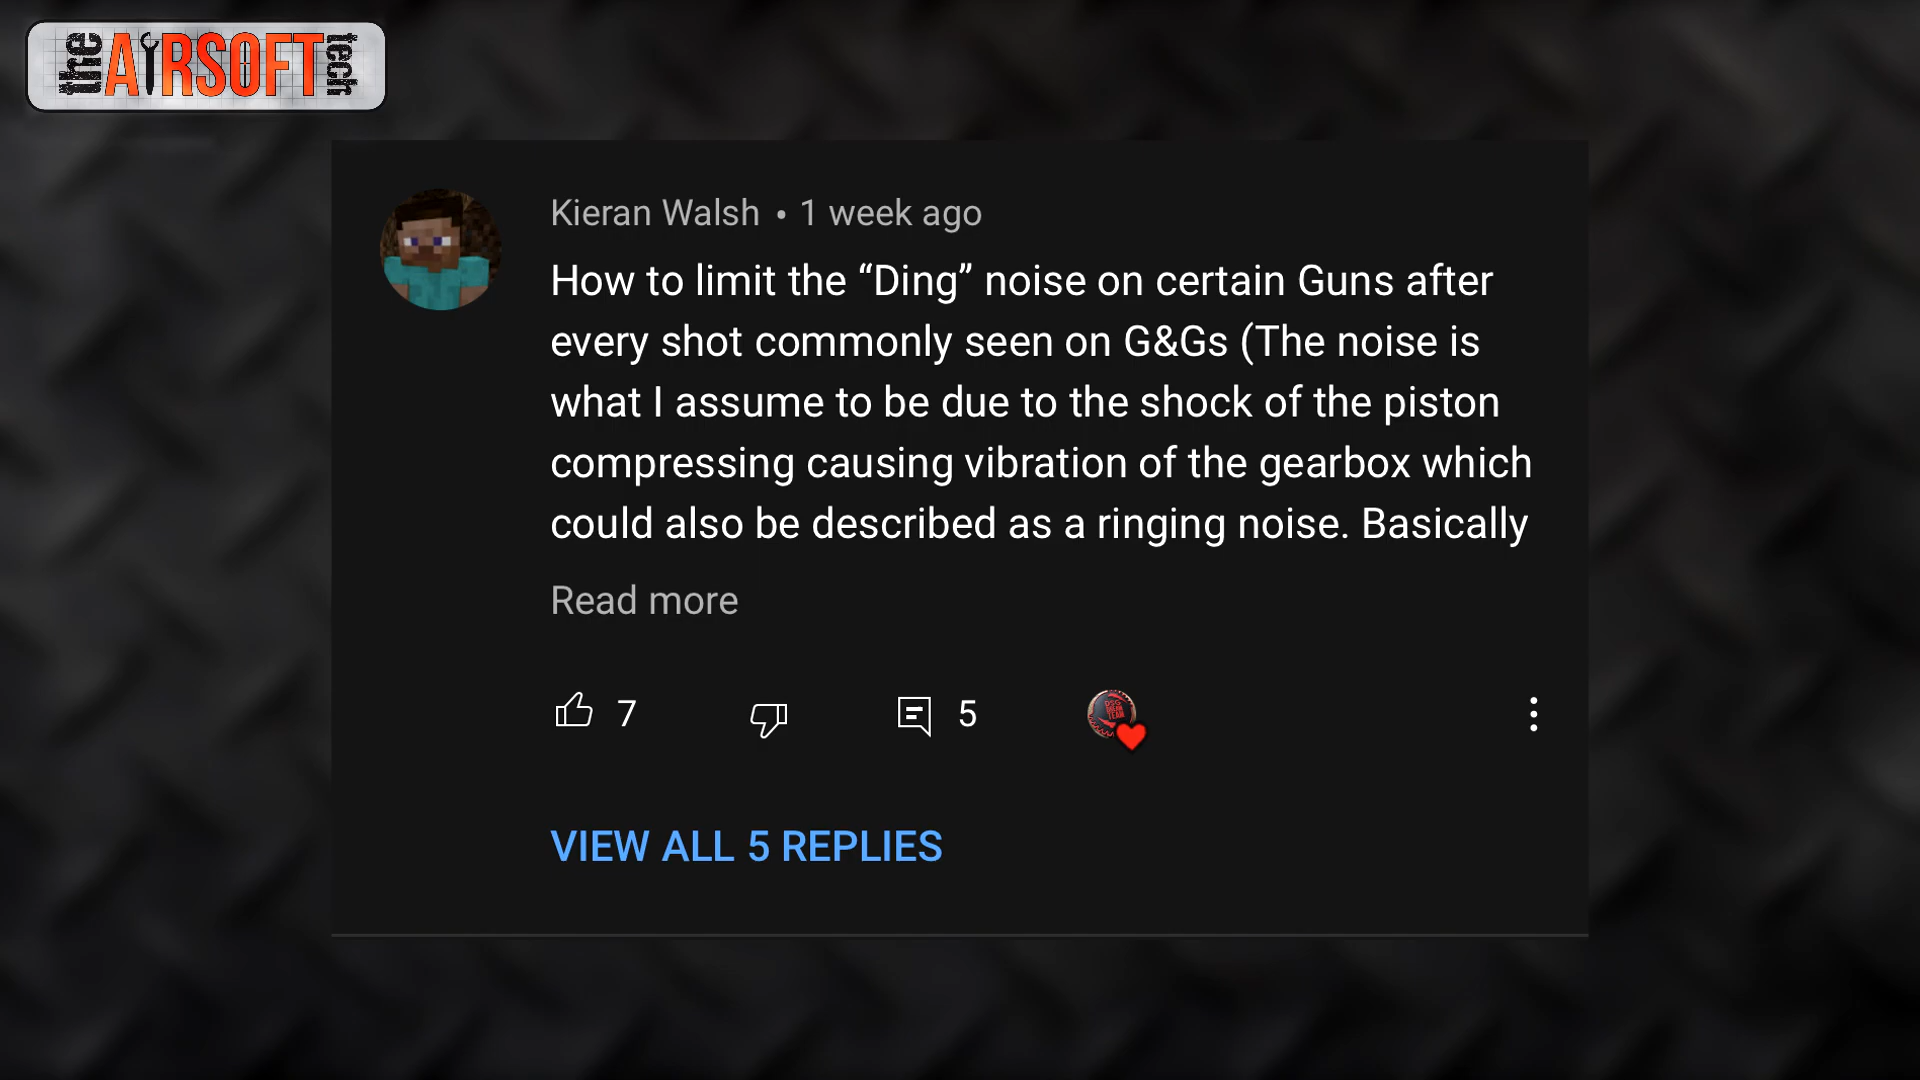 the AIRSOFT tech
Kieran Walsh • 1 week ago
How to limit the “Ding” noise on certain Guns after
every shot commonly seen on G&Gs (The noise is
what I assume to be due to the shock of the piston
compressing causing vibration of the gearbox which
could also be described as a ringing noise. Basically
Read more
7
5
VIEW ALL 5 REPLIES